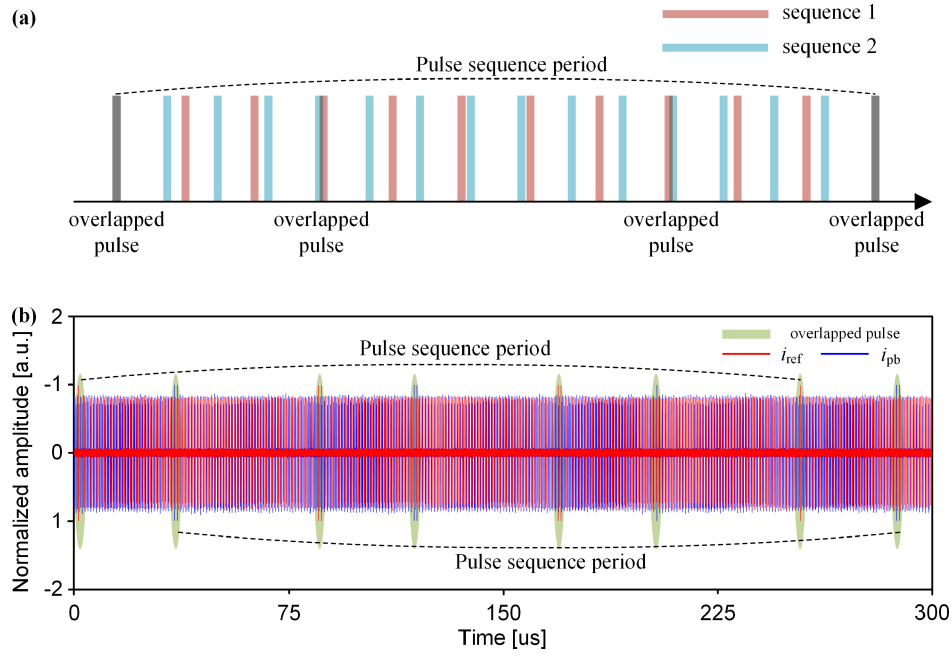 (a)
sequence 1
sequence 2
Pulse sequence period
overlapped
pulse
overlapped
pulse
overlapped
pulse
overlapped
pulse
(b)
Normalized amplitude [a.u.]
2
-1
0
1
-2
Pulse sequence period
overlapped pulse
iref
ipb
Pulse sequence period
0
75
150
225
300
Time [us]